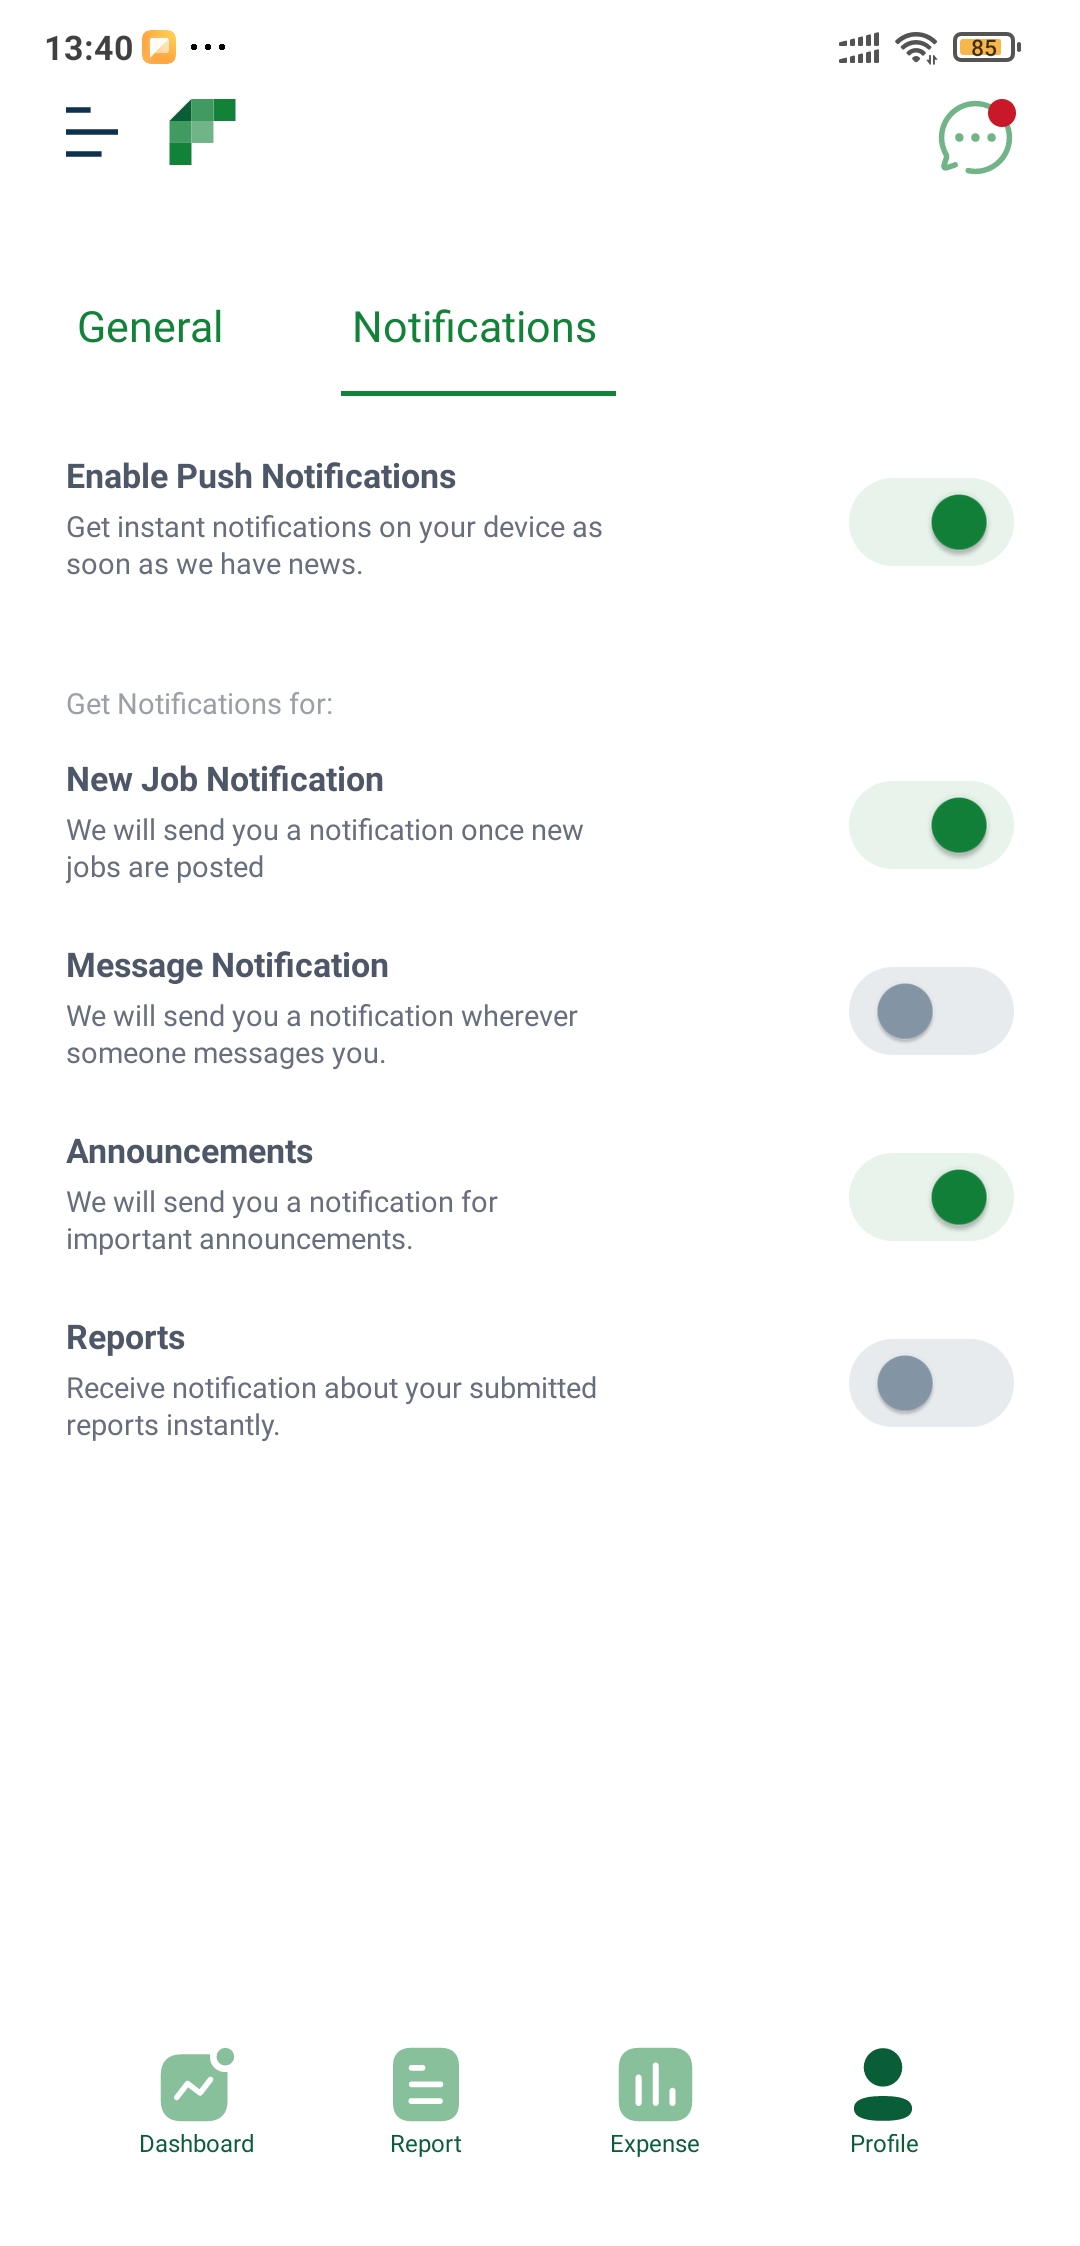 13:40
85
General
Notifications
Enable Push Notifications
Get instant notifications on your device as
soon as we have news.
Get Notifications for:
New Job Notification
We will send you a notification once new
jobs are posted
Message Notification
We will send you a notification wherever
someone messages you.
Announcements
We will send you a notification for
important announcements.
Reports
Receive notification about your submitted
reports instantly.
Dashboard
Report
Expense
Profile